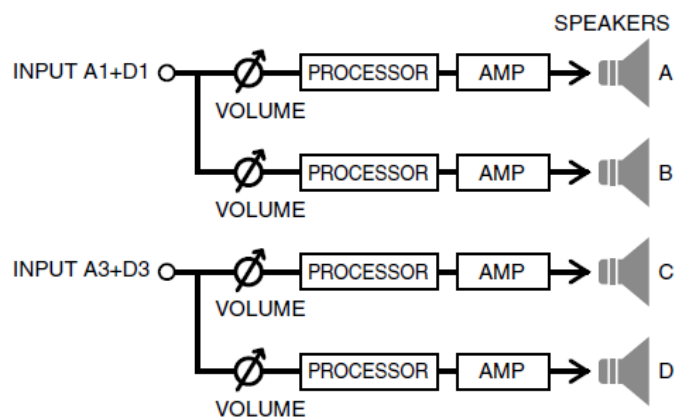 SPEAKERS
INPUT A1+D1 PROCESSOR AMP A
VOLUME
PROCESSOR AMP B
VOLUME
INPUT A3+D3 PROCESSOR AMP C
VOLUME
PROCESSOR AMP D
VOLUME